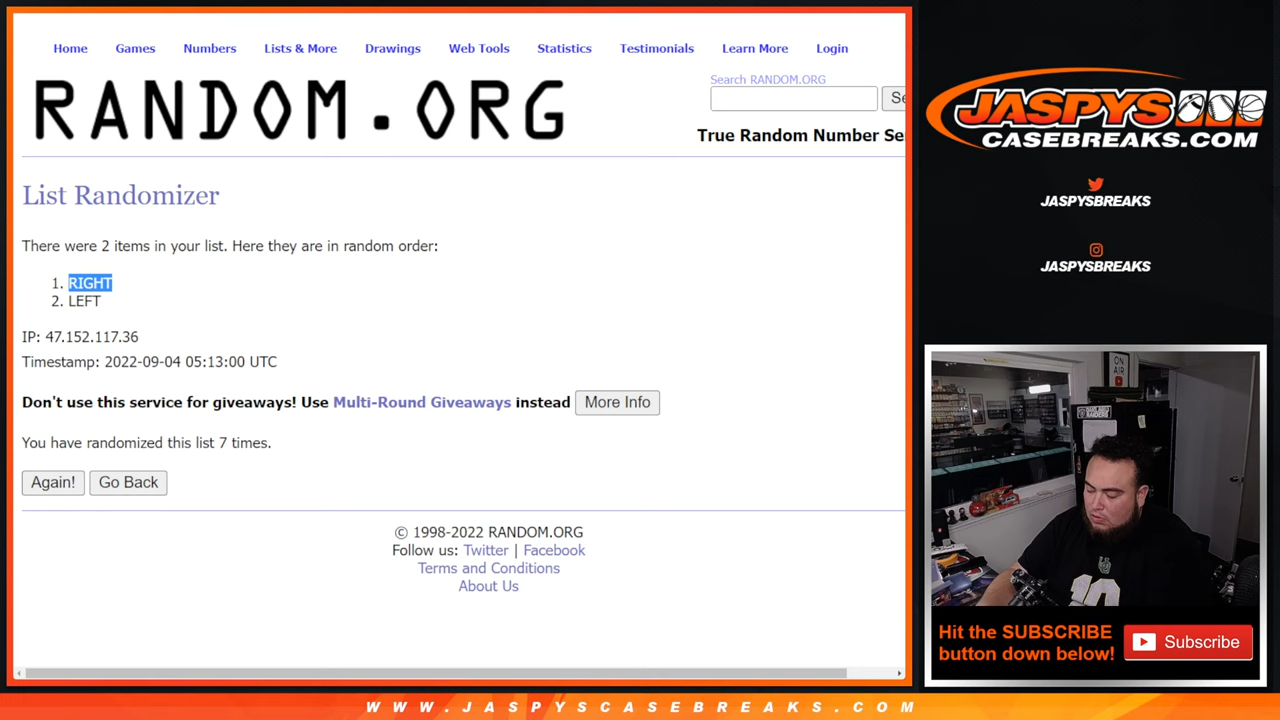 Home Games Numbers Lists & More Drawings Web Tools Statistics Testimonials Learn More Login
RANDOM.ORG
Search RANDOM.ORG
Se
True Random Number Se
List Randomizer
There were 2 items in your list. Here they are in random order:
1. RIGHT
2. LEFT
IP: 47.152.117.36
Timestamp: 2022-09-04 05:13:00 UTC
Don't use this service for giveaways! Use Multi-Round Giveaways instead More Info
You have randomized this list 7 times.
Again! Go Back
© 1998-2022 RANDOM.ORG
Follow us: Twitter | Facebook
Terms and Conditions
About Us
JASPYS
CASEBREAKS.COM
JASPYSBREAKS
JASPYSBREAKS
ON
AIR
10
Hit the SUBSCRIBE
button down below!
Subscribe
WWW.JASPYSCASEBREAKS.COM